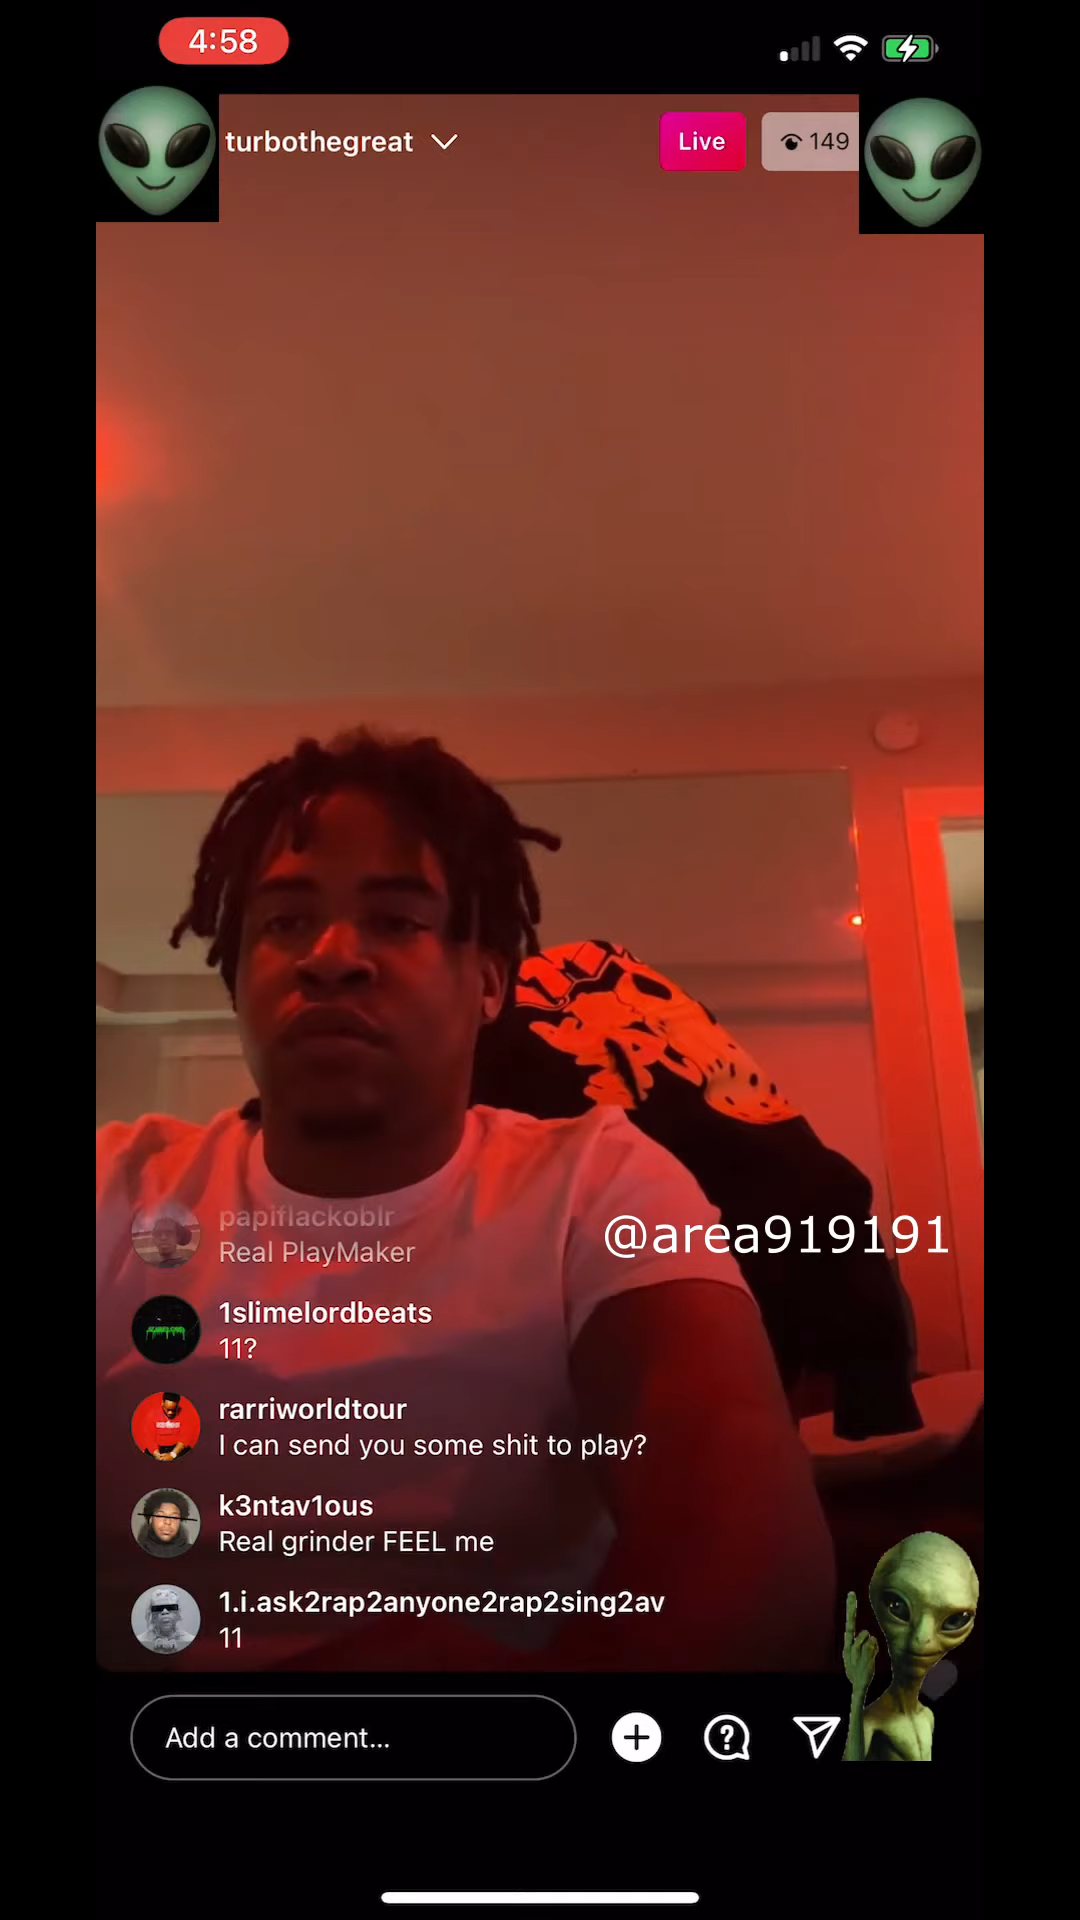 4:58
turbothegreat
Live
149
papiflackoblr
Real PlayMaker
@area919191
1slimelordbeats
11?
rarriworldtour
I can send you some shit to play?
k3ntav1ous
Real grinder FEEL me
1.i.ask2rap2anyone2rap2sing2av
11
Add a comment...